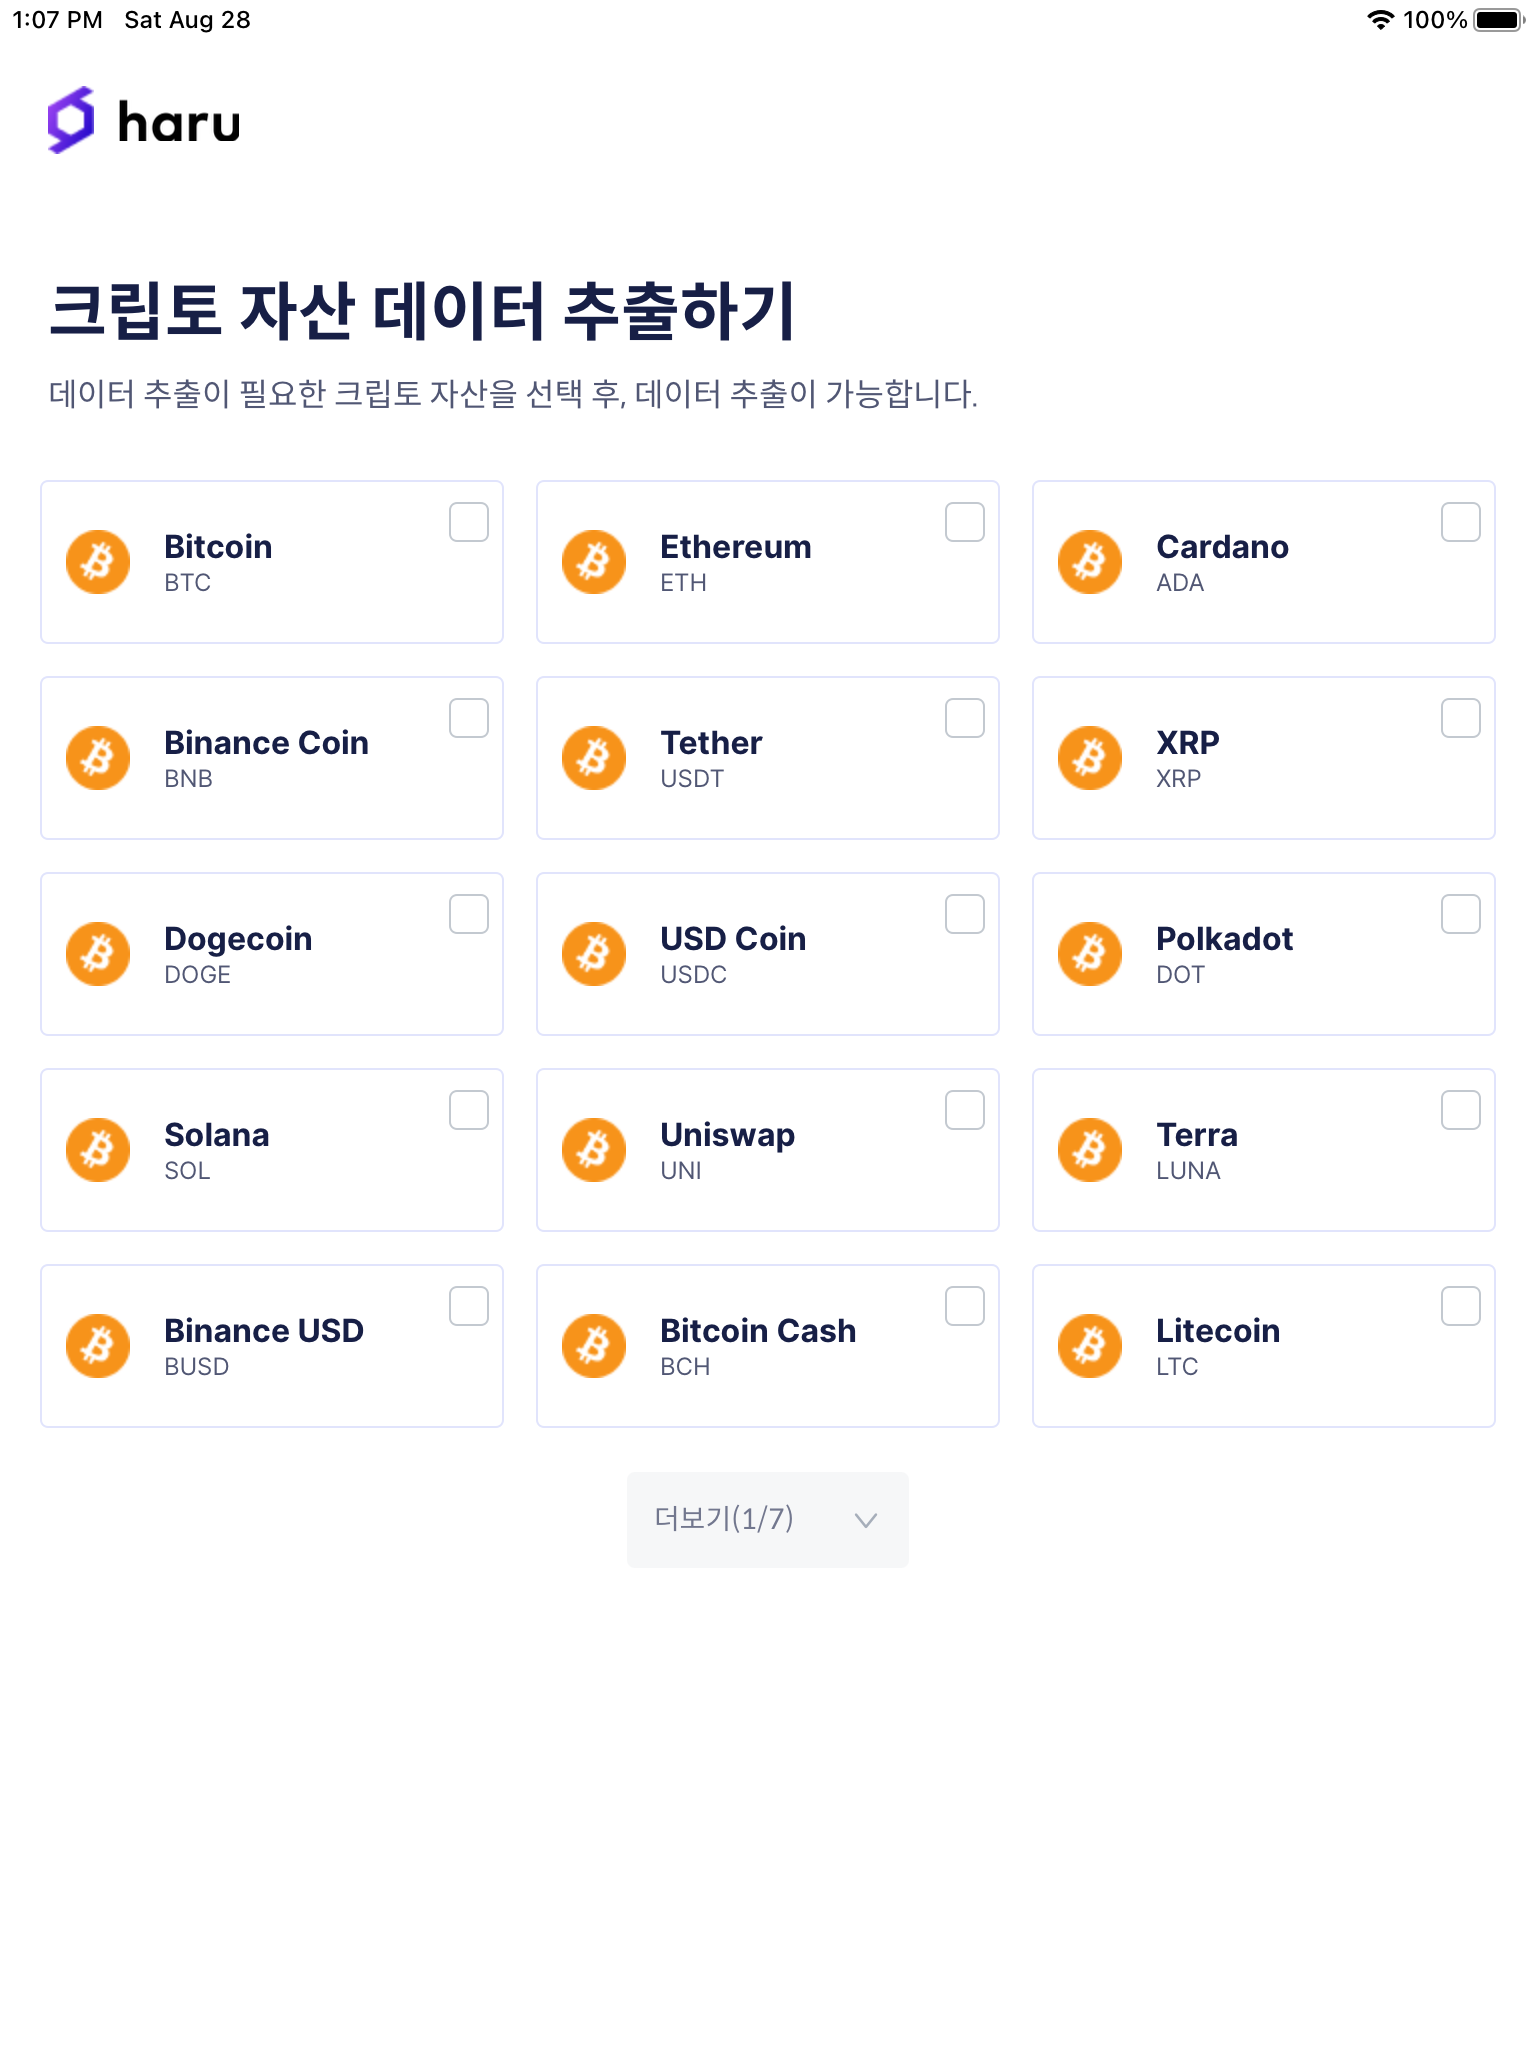 1:07 PM Sat Aug 28 100%
haru
크립토 자산 데이터 추출하기
데이터 추출이 필요한 크립토 자산을 선택 후, 데이터 추출이 가능합니다.
Bitcoin
BTC
Ethereum
ETH
Cardano
ADA
Binance Coin
BNB
Tether
USDT
XRP
XRP
Dogecoin
DOGE
USD Coin
USDC
Polkadot
DOT
Solana
SOL
Uniswap
UNI
Terra
LUNA
Binance USD
BUSD
Bitcoin Cash
BCH
Litecoin
LTC
더보기(1/7)